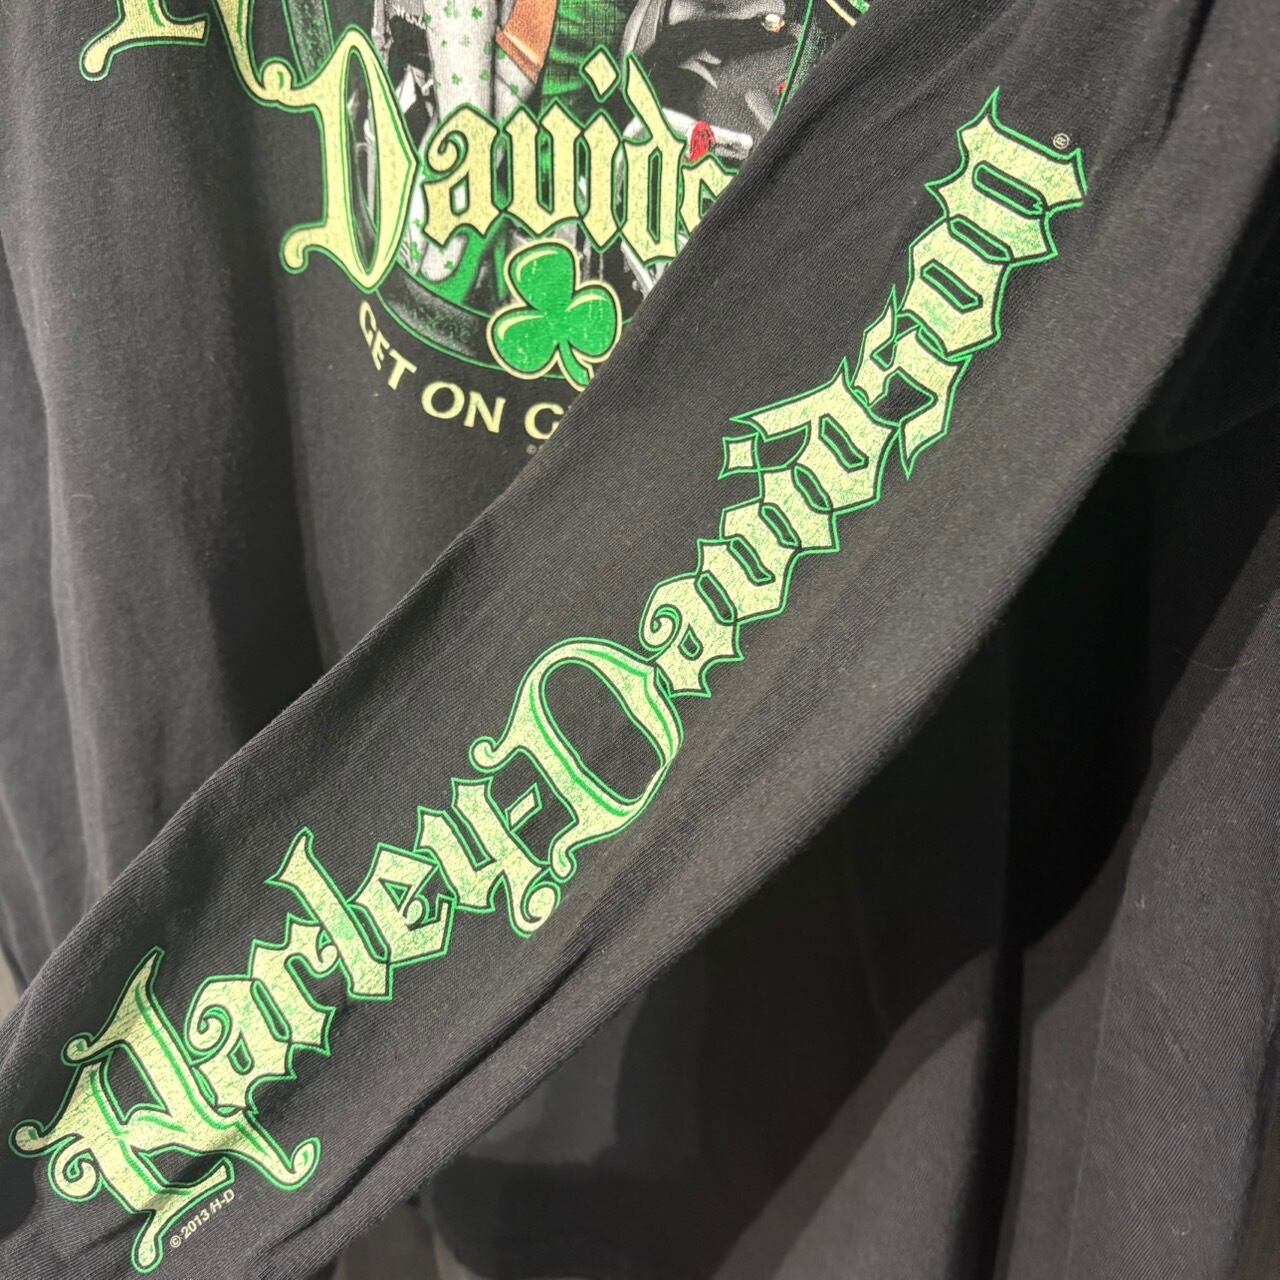 Davids
GET ON G
Harley-Davidson®
© 2013 H-D